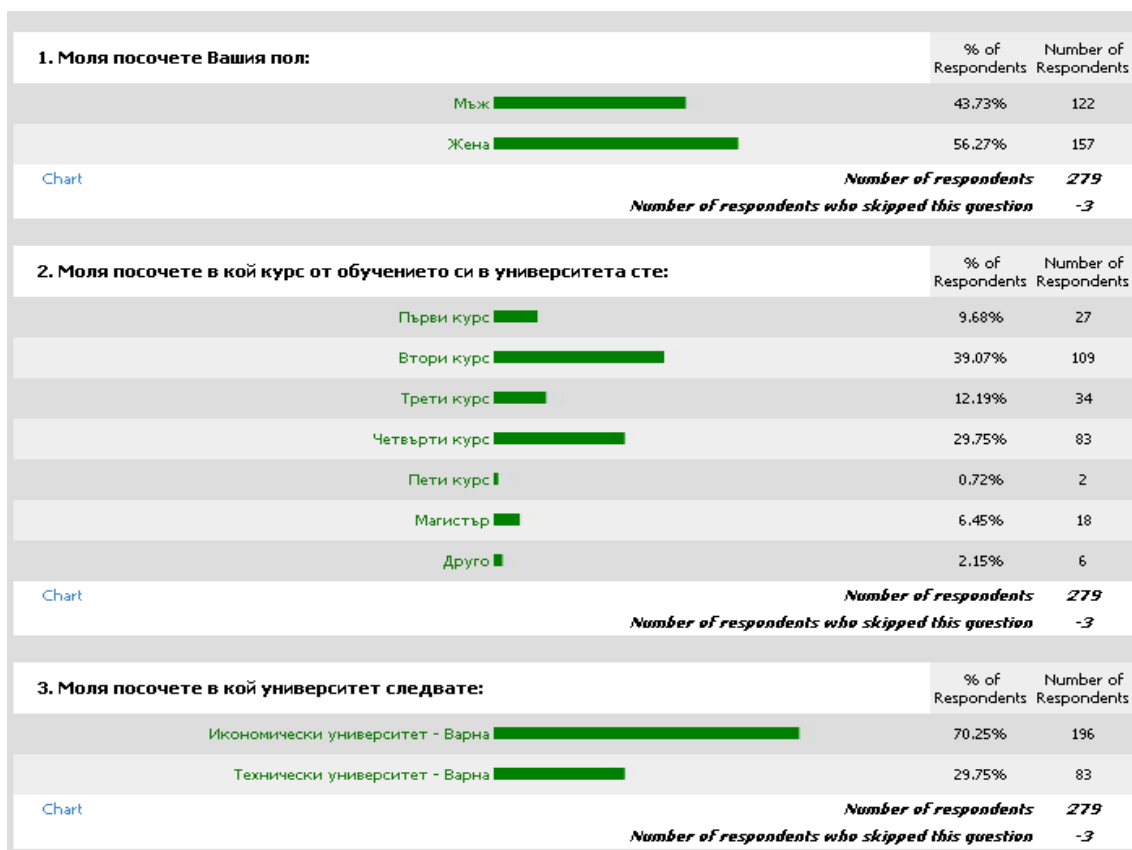 1. Моля посочете Вашия пол:
% of Respondents
Number of Respondents
Мъж 43.73% 122
Жена 56.27% 157
Chart
Number of respondents 279
Number of respondents who skipped this question -3
2. Моля посочете в кой курс от обучението си в университета сте:
% of Respondents
Number of Respondents
Първи курс 9.68% 27
Втори курс 39.07% 109
Трети курс 12.19% 34
Четвърти курс 29.75% 83
Пети курс 0.72% 2
Магистър 6.45% 18
Друго 2.15% 6
Chart
Number of respondents 279
Number of respondents who skipped this question -3
3. Моля посочете в кой университет следвате:
% of Respondents
Number of Respondents
Икономически университет - Варна 70.25% 196
Технически университет - Варна 29.75% 83
Chart
Number of respondents 279
Number of respondents who skipped this question -3